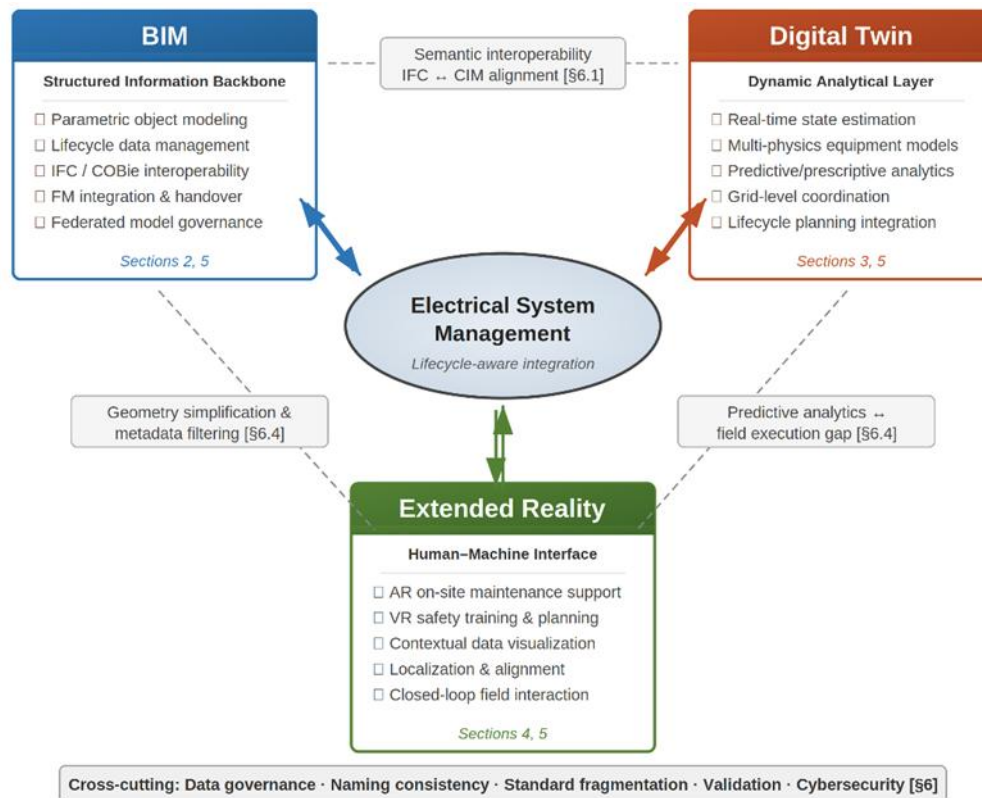 BIM
Structured Information Backbone
□ Parametric object modeling
□ Lifecycle data management
□ IFC / COBie interoperability
□ FM integration & handover
□ Federated model governance
Sections 2, 5
Semantic interoperability
IFC ↔ CIM alignment [§6.1]
Digital Twin
Dynamic Analytical Layer
□ Real-time state estimation
□ Multi-physics equipment models
□ Predictive/prescriptive analytics
□ Grid-level coordination
□ Lifecycle planning integration
Sections 3, 5
Electrical System
Management
Lifecycle-aware integration
Geometry simplification &
metadata filtering [§6.4]
Predictive analytics ↔
field execution gap [§6.4]
Extended Reality
Human–Machine Interface
□ AR on-site maintenance support
□ VR safety training & planning
□ Contextual data visualization
□ Localization & alignment
□ Closed-loop field interaction
Sections 4, 5
Cross-cutting: Data governance · Naming consistency · Standard fragmentation · Validation · Cybersecurity [§6]